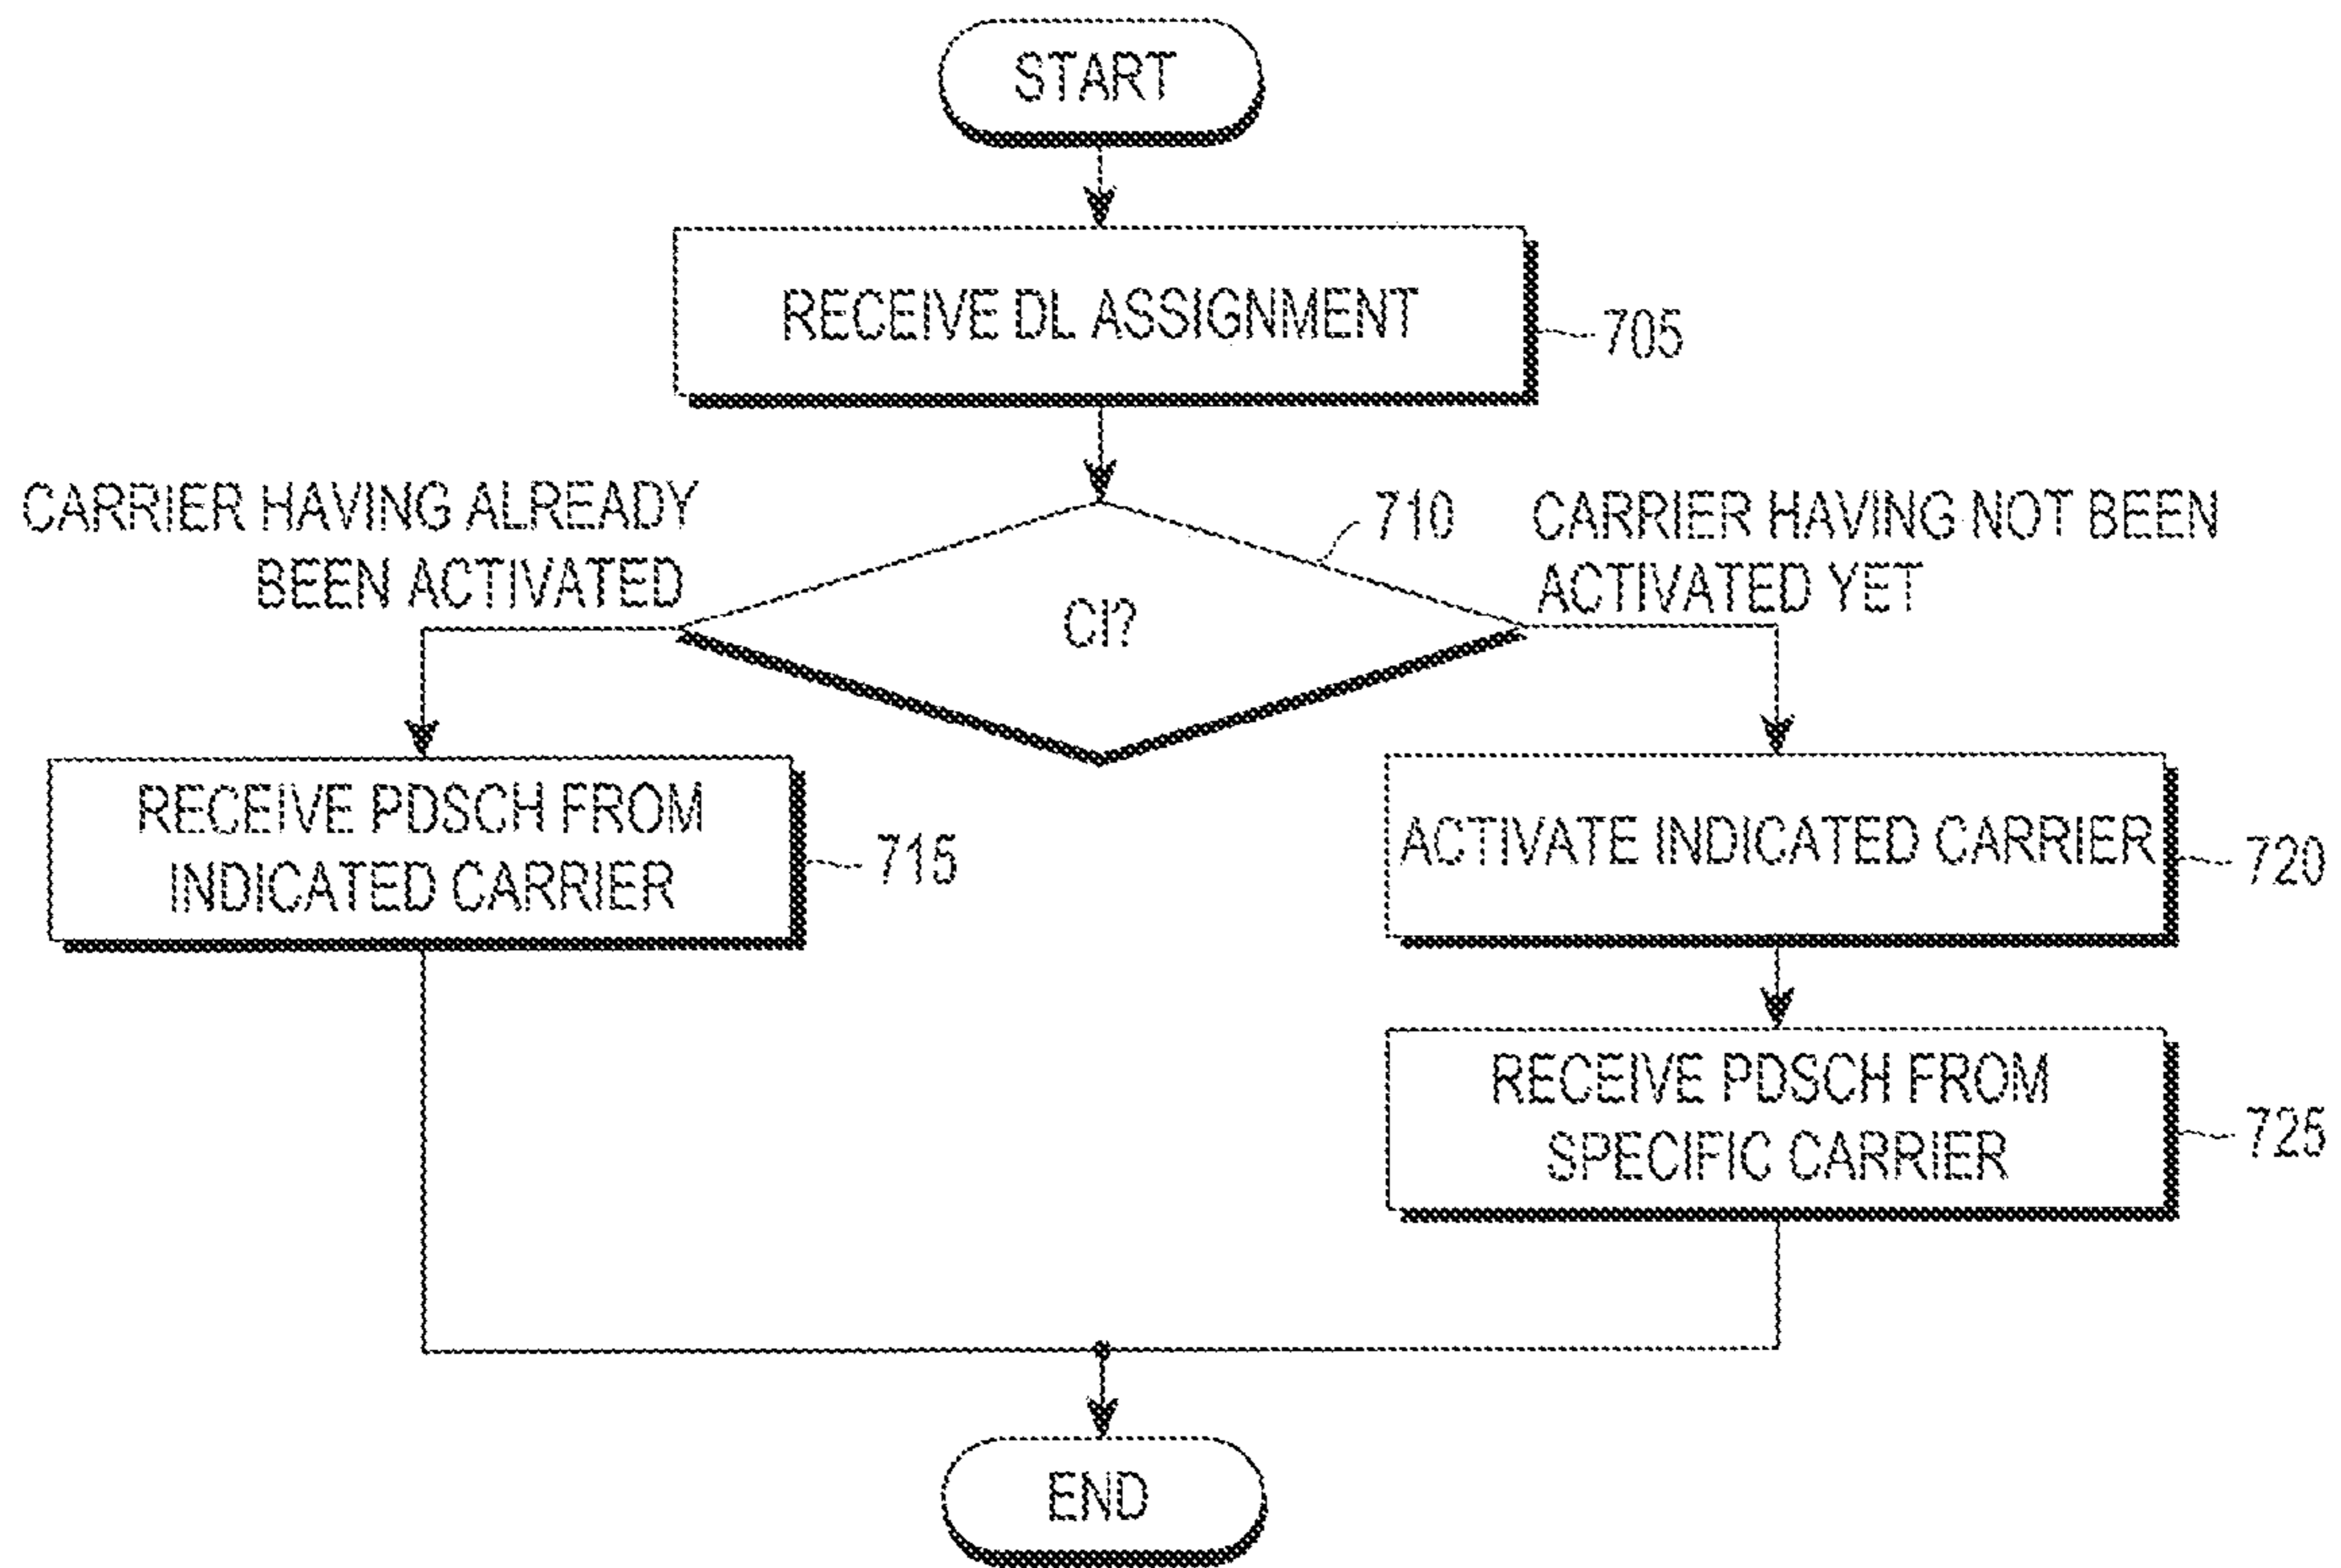 START
RECEIVE DL ASSIGNMENT
705
CARRIER HAVING ALREADY
BEEN ACTIVATED
710
CARRIER HAVING NOT BEEN
ACTIVATED YET
CI?
RECEIVE PDSCH FROM
INDICATED CARRIER
715
ACTIVATE INDICATED CARRIER
720
RECEIVE PDSCH FROM
SPECIFIC CARRIER
725
END